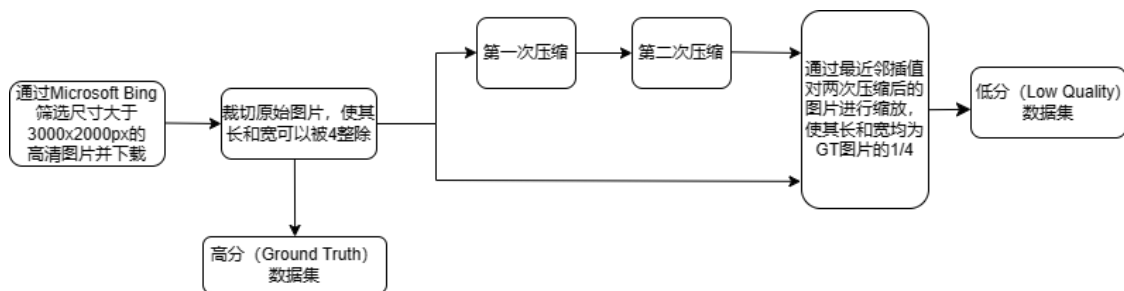 通过Microsoft Bing
筛选尺寸大于
3000x2000px的
高清图片并下载
裁切原始图片，使其
长和宽可以被4整除
高分（Ground Truth）
数据集
第一次压缩
第二次压缩
通过最近邻插值
对两次压缩后的
图片进行缩放，
使其长和宽均为
GT图片的1/4
低分（Low Quality）
数据集